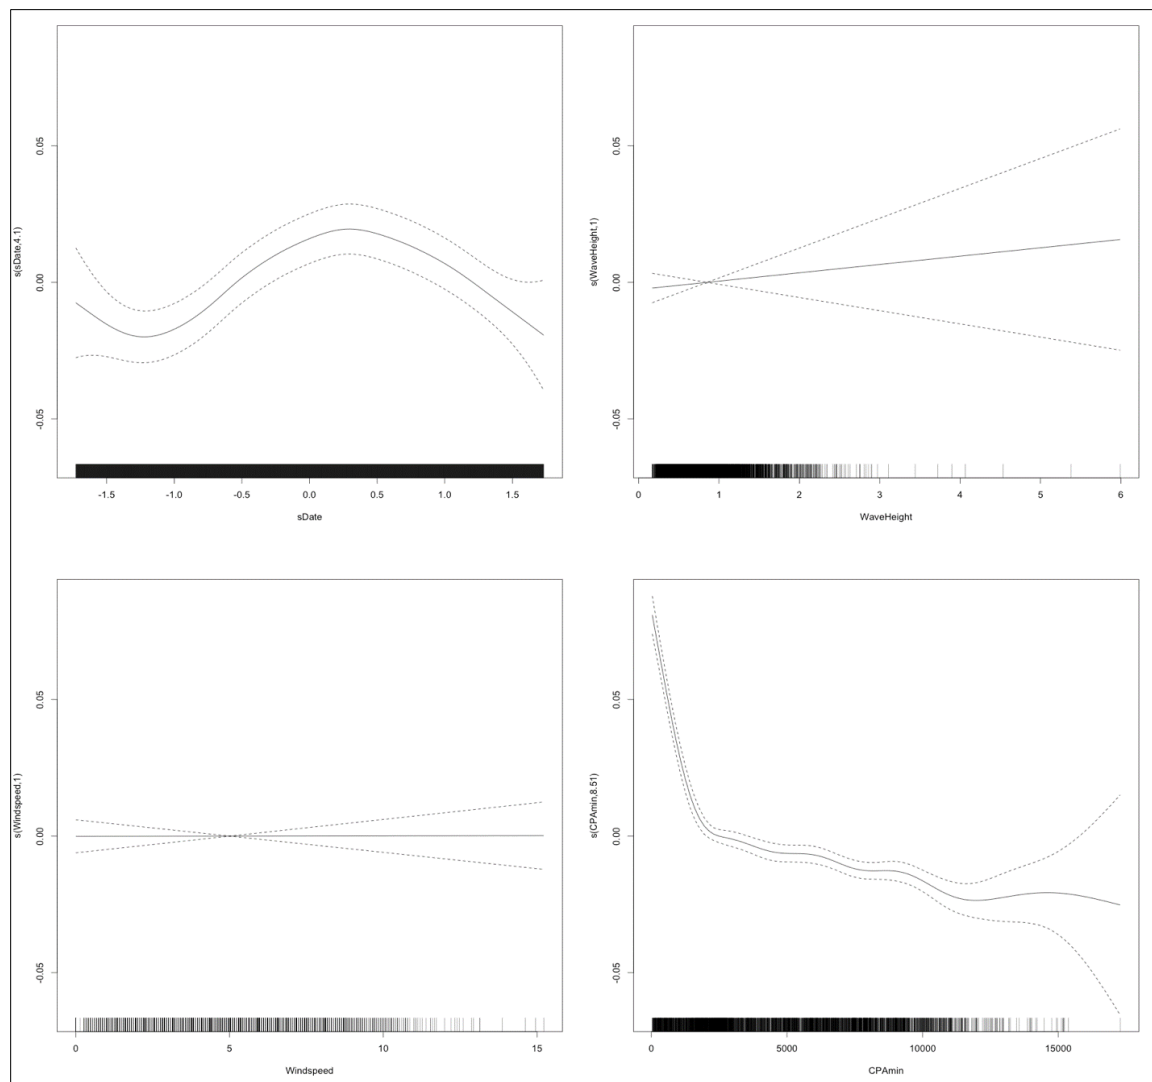 s(sDate,4.1)
0.05
0.00
-0.05
-1.5 -1.0 -0.5 0.0 0.5 1.0 1.5
sDate
s(WaveHeight,1)
0.05
0.00
-0.05
0 1 2 3 4 5 6
WaveHeight
s(Windspeed,1)
0.05
0.00
-0.05
0 5 10 15
Windspeed
s(CPAmin,8.51)
0.05
0.00
-0.05
0 5000 10000 15000
CPAmin